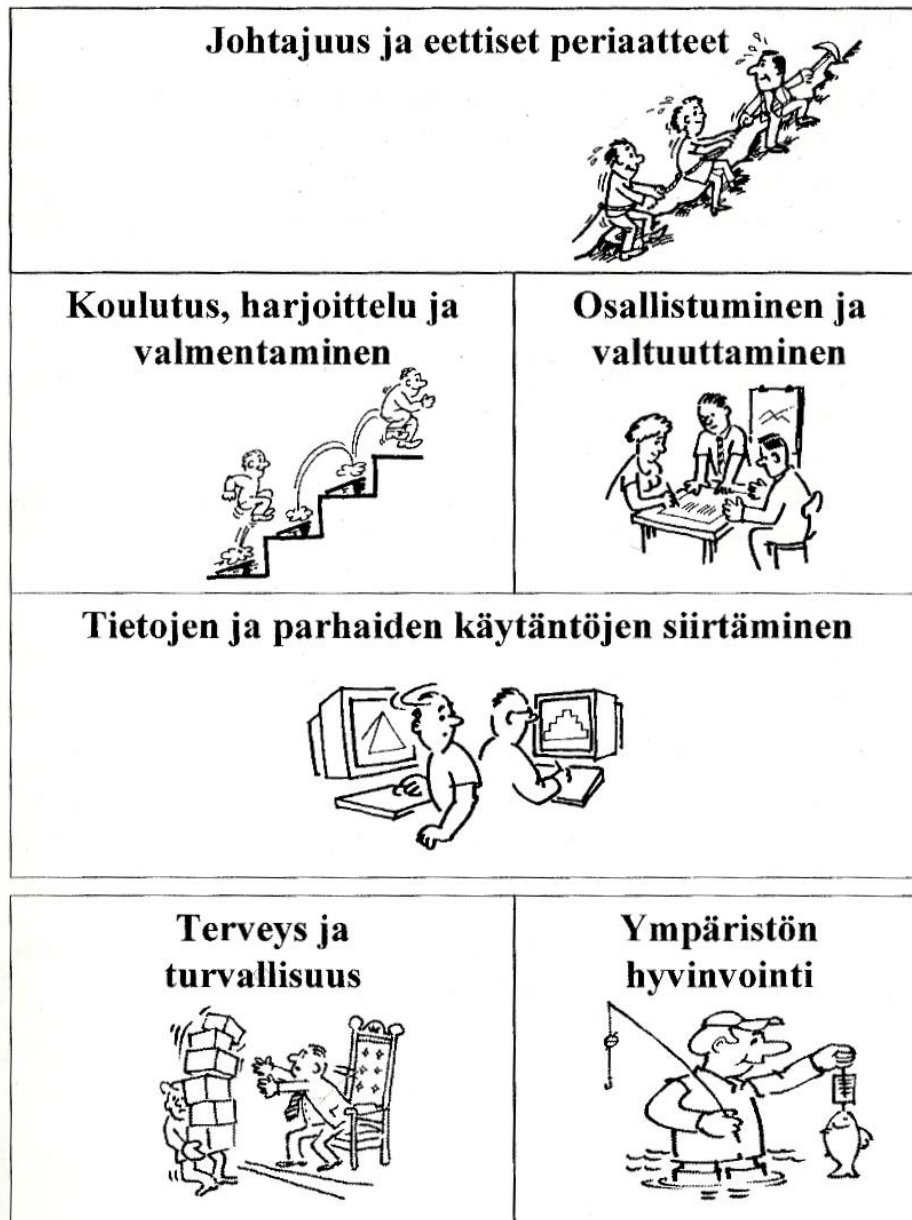 Johtajuus ja eettiset periaatteet
Koulutus, harjoittelu ja
valmentaminen
Osallistuminen ja
valtuuttaminen
Tietojen ja parhaiden käytäntöjen siirtäminen
Terveys ja
turvallisuus
Ympäristön
hyvinvointi